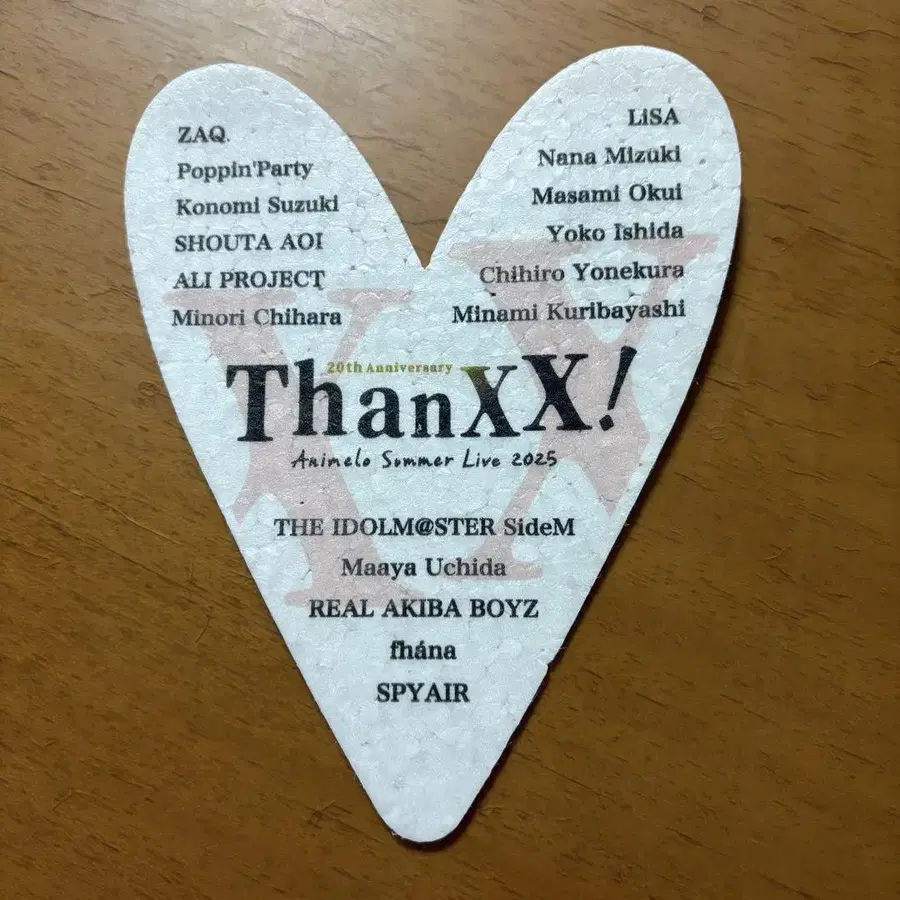 ZAQ
Poppin'Party
Konomi Suzuki
SHOUTA AOI
ALI PROJECT
Minori Chihara
LiSA
Nana Mizuki
Masami Okui
Yoko Ishida
Chihiro Yonekura
Minami Kuribayashi
20th Anniversary
ThanXX!
Animelo Summer Live 2025
THE IDOLM@STER SideM
Maaya Uchida
REAL AKIBA BOYZ
fhána
SPYAIR